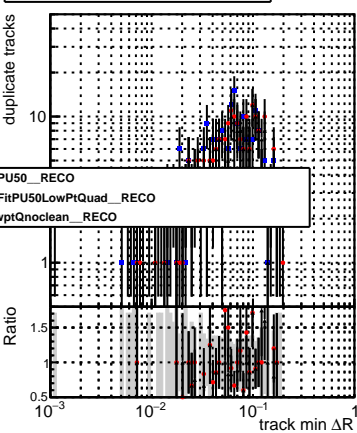 duplicate tracks
10
PU50__RECO
FitPU50LowPtQuad__RECO
wptQnoclean__RECO
1
Ratio
1.5
1
0.5
10−3
10−2
10−1
1
track min ΔR